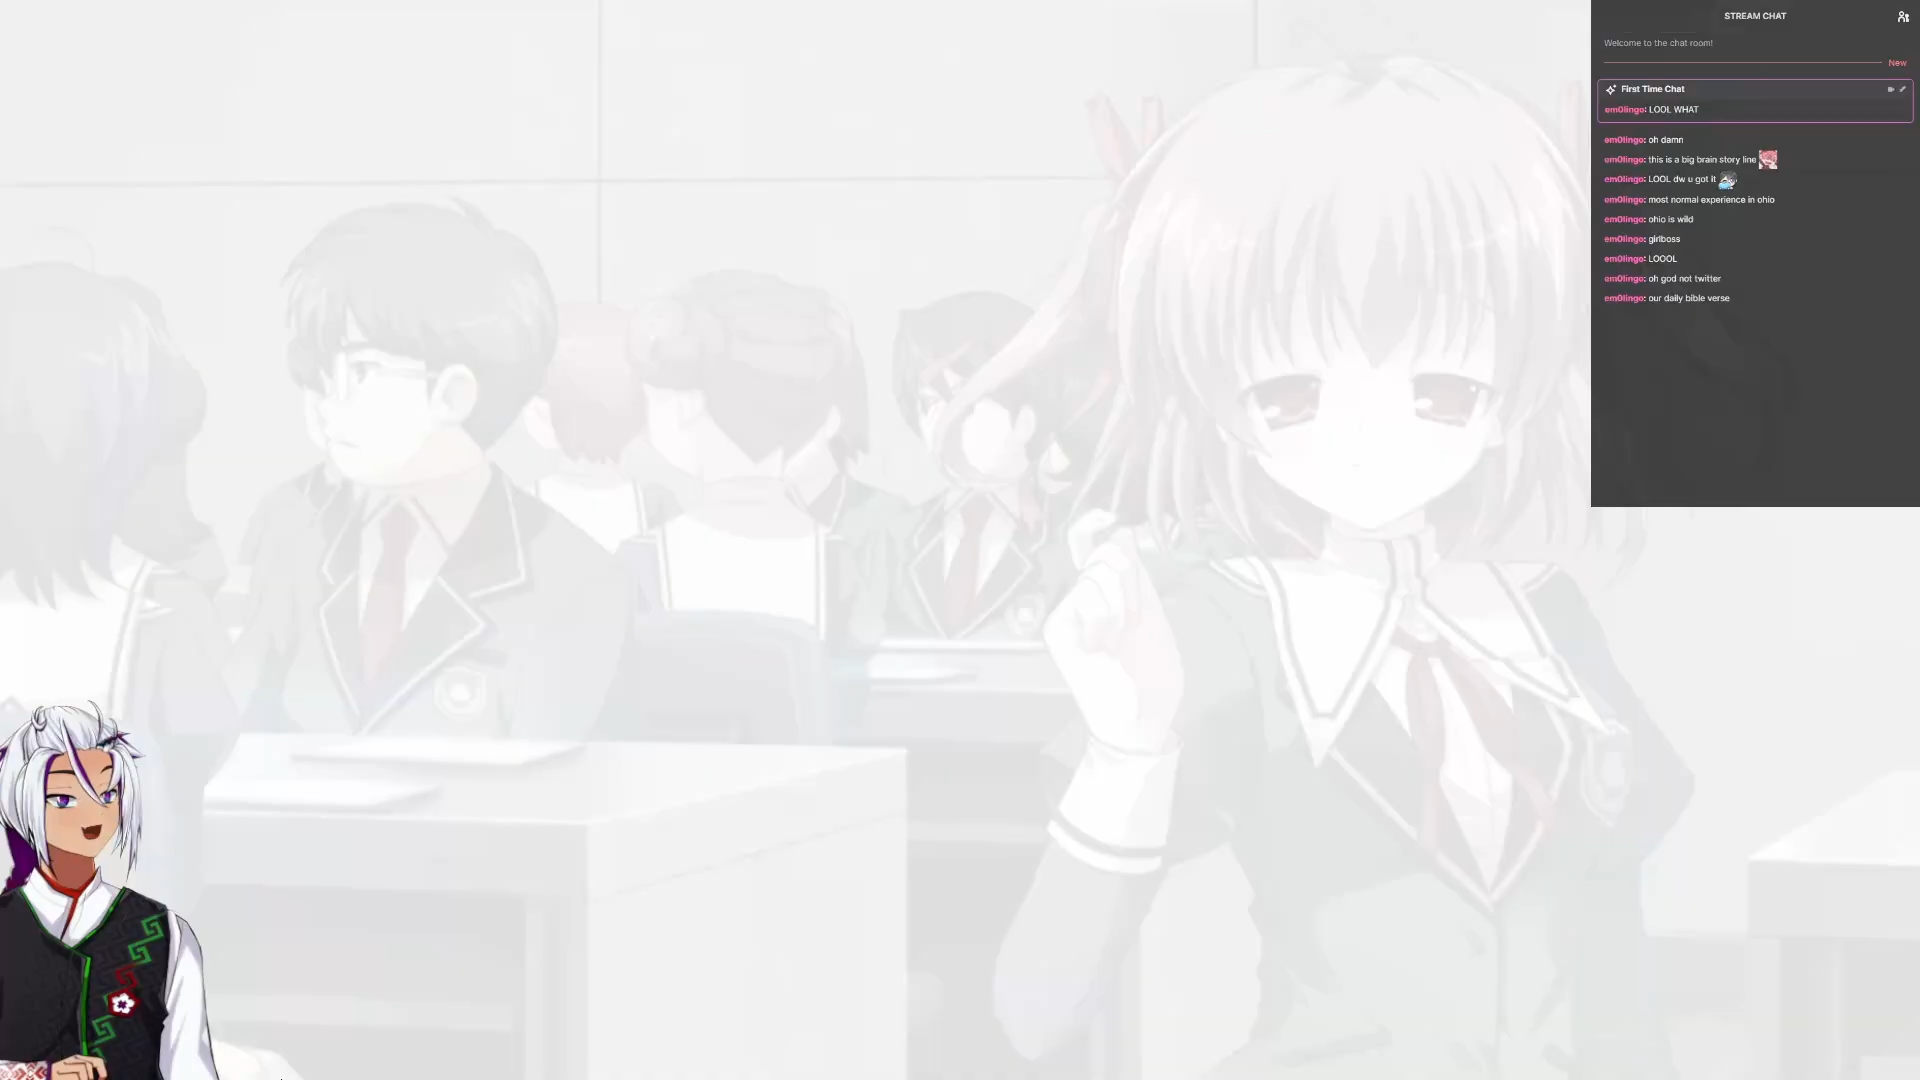 STREAM CHAT
Welcome to the chat room!
New
First Time Chat
em0lingo: LOOL WHAT
em0lingo: oh damn
em0lingo: this is a big brain story line
em0lingo: LOOL dw u got it
em0lingo: most normal experience in ohio
em0lingo: ohio is wild
em0lingo: girlboss
em0lingo: LOOOL
em0lingo: oh god not twitter
em0lingo: our daily bible verse